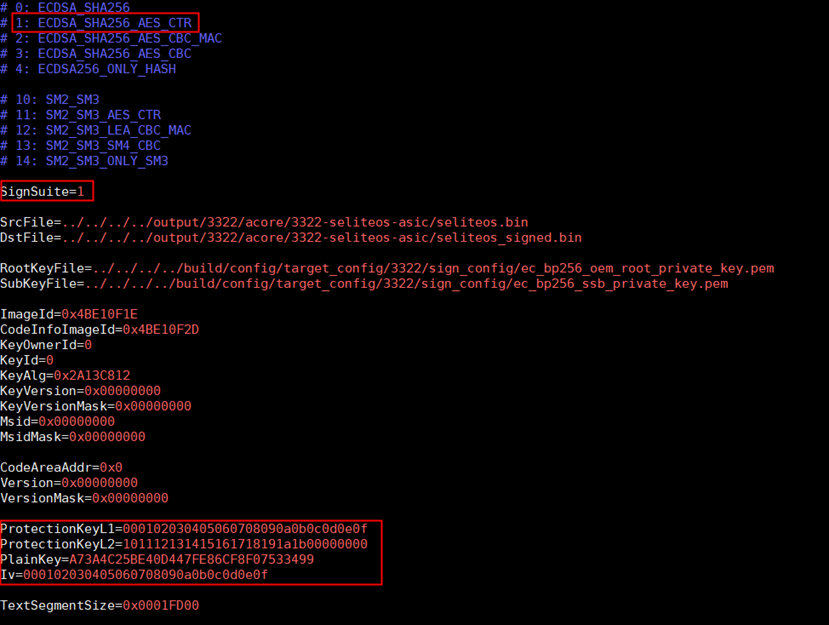 # 0: ECDSA_SHA256
# 1: ECDSA_SHA256_AES_CTR
# 2: ECDSA_SHA256_AES_CBC_MAC
# 3: ECDSA_SHA256_AES_CBC
# 4: ECDSA256_ONLY_HASH
# 10: SM2_SM3
# 11: SM2_SM3_AES_CTR
# 12: SM2_SM3_LEA_CBC_MAC
# 13: SM2_SM3_SM4_CBC
# 14: SM2_SM3_ONLY_SM3
SignSuite=1
SrcFile=../../../../output/3322/acore/3322-seliteos-asic/seliteos.bin
DstFile=../../../../output/3322/acore/3322-seliteos-asic/seliteos_signed.bin
RootKeyFile=../../../../build/config/target_config/3322/sign_config/ec_bp256_oem_root_private_key.pem
SubKeyFile=../../../../build/config/target_config/3322/sign_config/ec_bp256_ssb_private_key.pem
ImageId=0x4BE10F1E
CodeInfoImageId=0x4BE10F2D
KeyOwnerId=0
KeyId=0
KeyAlg=0x2A13C812
KeyVersion=0x00000000
KeyVersionMask=0x00000000
Msid=0x00000000
MsidMask=0x00000000
CodeAreaAddr=0x0
Version=0x00000000
VersionMask=0x00000000
ProtectionKeyL1=000102030405060708090a0b0c0d0e0f
ProtectionKeyL2=101112131415161718191a1b00000000
PlainKey=A73A4C25BE40D447FE86CF8F07533499
Iv=000102030405060708090a0b0c0d0e0f
TextSegmentSize=0x0001FD00